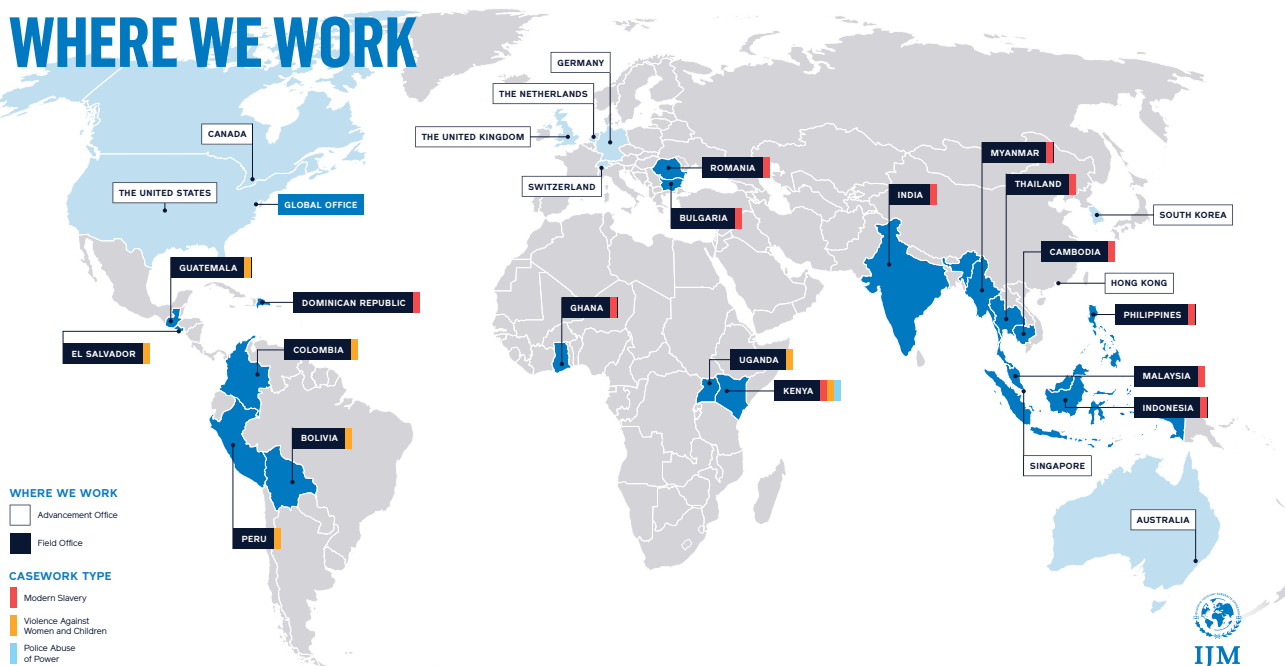 WHERE WE WORK
GERMANY
THE NETHERLANDS
CANADA
THE UNITED KINGDOM
MYANMAR
ROMANIA
THAILAND
SWITZERLAND
THE UNITED STATES
INDIA
GLOBAL OFFICE
SOUTH KOREA
BULGARIA
CAMBODIA
GUATEMALA
HONG KONG
DOMINICAN REPUBLIC
GHANA
PHILIPPINES
EL SALVADOR
COLOMBIA
UGANDA
MALAYSIA
KENYA
INDONESIA
BOLIVIA
SINGAPORE
AUSTRALIA
PERU
WHERE WE WORK
Advancement Office
Field Office
CASEWORK TYPE
Modern Slavery
Violence Against
Women and Children
Police Abuse
of Power
IJM